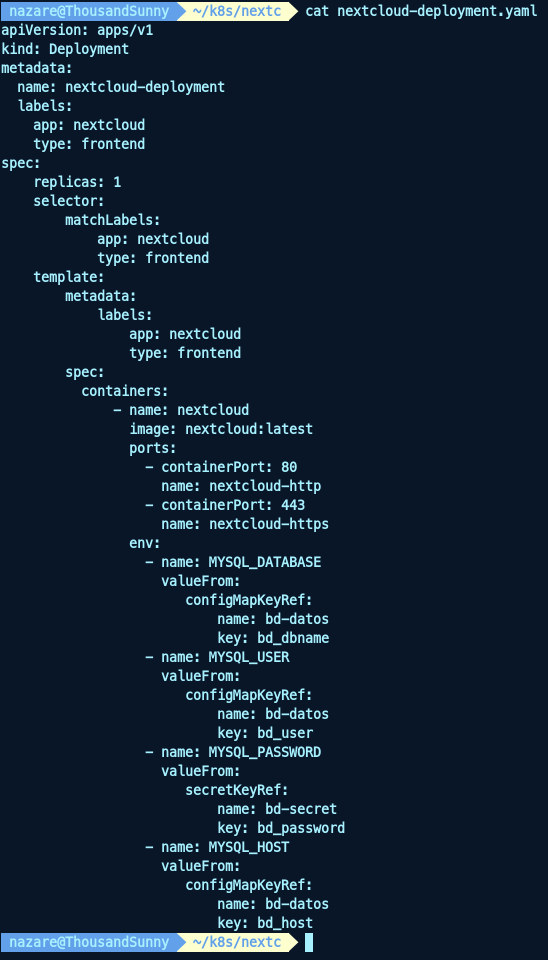 nazare@ThousandSunny ~/k8s/nextc cat nextcloud-deployment.yaml
apiVersion: apps/v1
kind: Deployment
metadata:
  name: nextcloud-deployment
  labels:
    app: nextcloud
    type: frontend
spec:
    replicas: 1
    selector:
        matchLabels:
            app: nextcloud
            type: frontend
    template:
        metadata:
            labels:
                app: nextcloud
                type: frontend
        spec:
          containers:
              - name: nextcloud
                image: nextcloud:latest
                ports:
                  - containerPort: 80
                    name: nextcloud-http
                  - containerPort: 443
                    name: nextcloud-https
                env:
                  - name: MYSQL_DATABASE
                    valueFrom:
                       configMapKeyRef:
                           name: bd-datos
                           key: bd_dbname
                  - name: MYSQL_USER
                    valueFrom:
                       configMapKeyRef:
                           name: bd-datos
                           key: bd_user
                  - name: MYSQL_PASSWORD
                    valueFrom:
                       secretKeyRef:
                           name: bd-secret
                           key: bd_password
                  - name: MYSQL_HOST
                    valueFrom:
                       configMapKeyRef:
                           name: bd-datos
                           key: bd_host
nazare@ThousandSunny ~/k8s/nextc